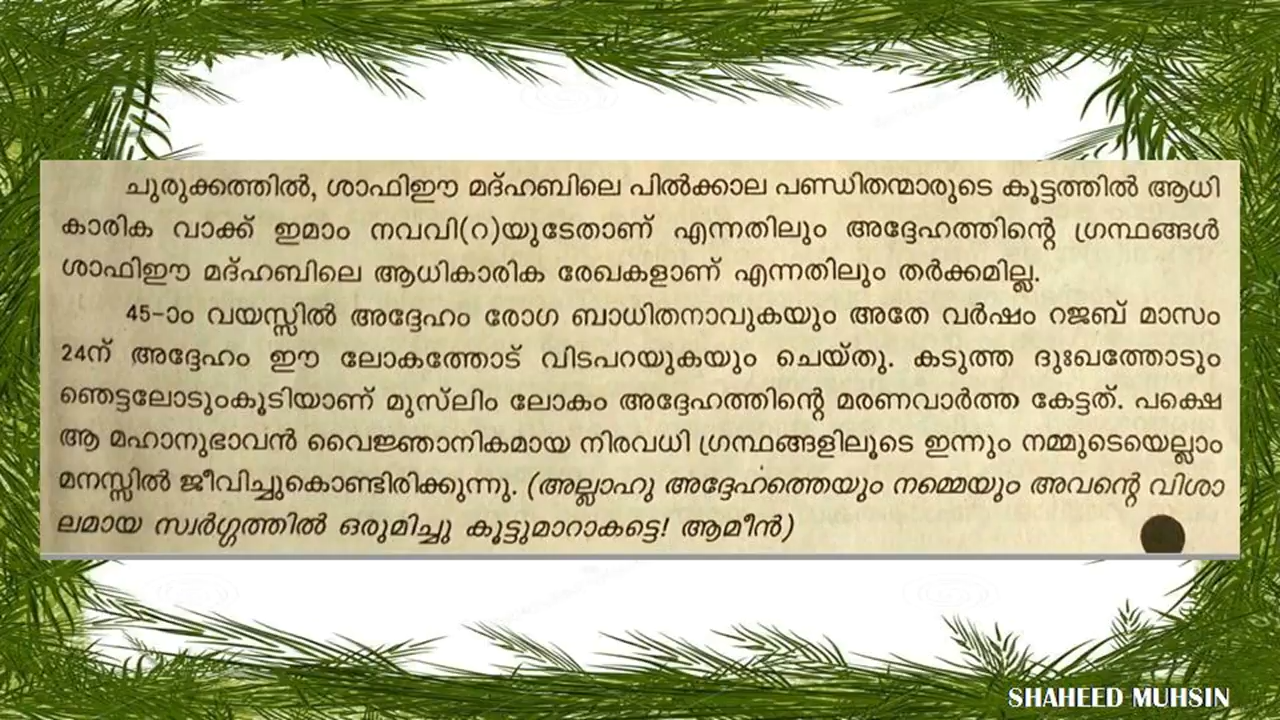 ചുരുക്കത്തിൽ, ശാഫിഈ മദ്ഹബിലെ പിൽക്കാല പണ്ഡിതന്മാരുടെ കൂട്ടത്തിൽ ആധി
കാരിക വാക്ക് ഇമാം നവവി(റ)യുടേതാണ് എന്നതിലും അദ്ദേഹത്തിന്റെ ഗ്രന്ഥങ്ങൾ
ശാഫിഈ മദ്ഹബിലെ ആധികാരിക രേഖകളാണ് എന്നതിലും തർക്കമില്ല.
45-ാം വയസ്സിൽ അദ്ദേഹം രോഗ ബാധിതനാവുകയും അതേ വർഷം റജബ് മാസം
24ന് അദ്ദേഹം ഈ ലോകത്തോട് വിടപറയുകയും ചെയ്തു. കടുത്ത ദുഃഖത്തോടും
ഞെട്ടലോടുംകൂടിയാണ് മുസ്‌ലിം ലോകം അദ്ദേഹത്തിന്റെ മരണവാർത്ത കേട്ടത്. പക്ഷെ
ആ മഹാനുഭാവൻ വൈജ്ഞാനികമായ നിരവധി ഗ്രന്ഥങ്ങളിലൂടെ ഇന്നും നമ്മുടെയെല്ലാം
മനസ്സിൽ ജീവിച്ചുകൊണ്ടിരിക്കുന്നു. (അല്ലാഹു അദ്ദേഹത്തെയും നമ്മെയും അവന്റെ വിശാ
ലമായ സ്വർഗ്ഗത്തിൽ ഒരുമിച്ചു കൂട്ടുമാറാകട്ടെ! ആമീൻ)
SHAHEED MUHSIN